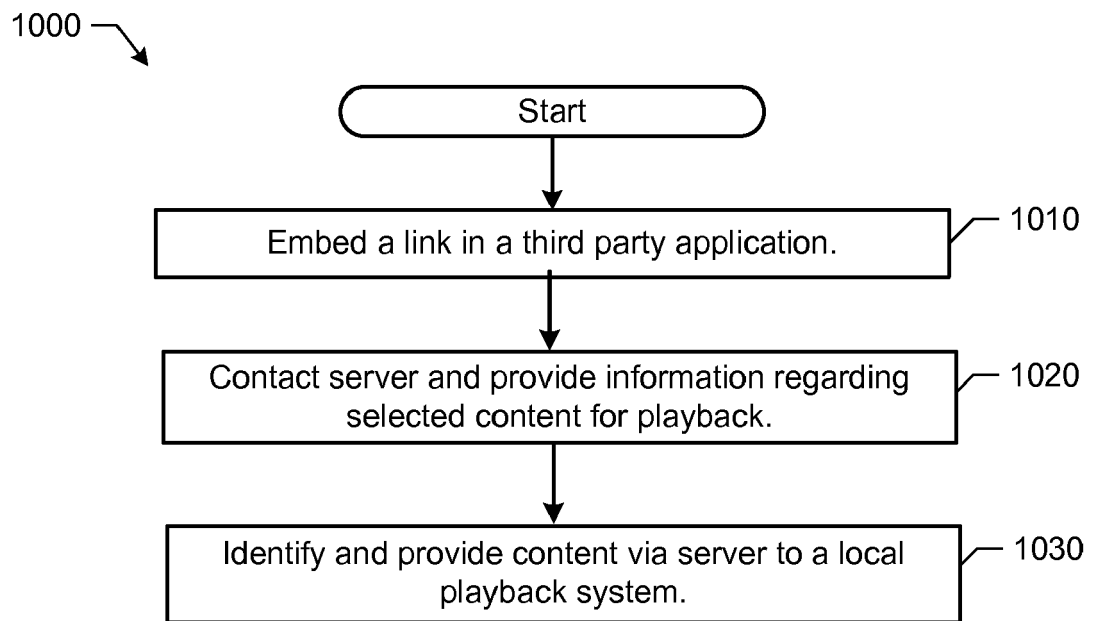 1000
Start
Embed a link in a third party application.
1010
Contact server and provide information regarding
selected content for playback.
1020
Identify and provide content via server to a local
playback system.
1030